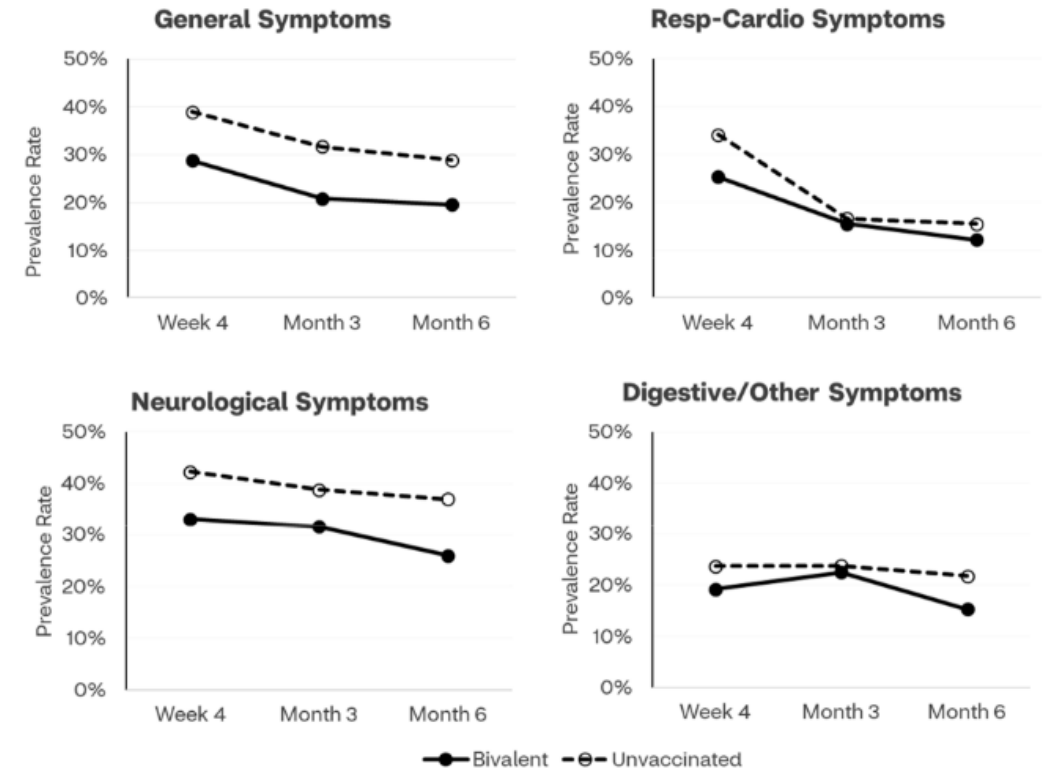 General Symptoms
Prevalence Rate
50%
40%
30%
20%
10%
0%
Week 4 Month 3 Month 6
Resp-Cardio Symptoms
Prevalence Rate
50%
40%
30%
20%
10%
0%
Week 4 Month 3 Month 6
Neurological Symptoms
Prevalence Rate
50%
40%
30%
20%
10%
0%
Week 4 Month 3 Month 6
Digestive/Other Symptoms
Prevalence Rate
50%
40%
30%
20%
10%
0%
Week 4 Month 3 Month 6
Bivalent Unvaccinated